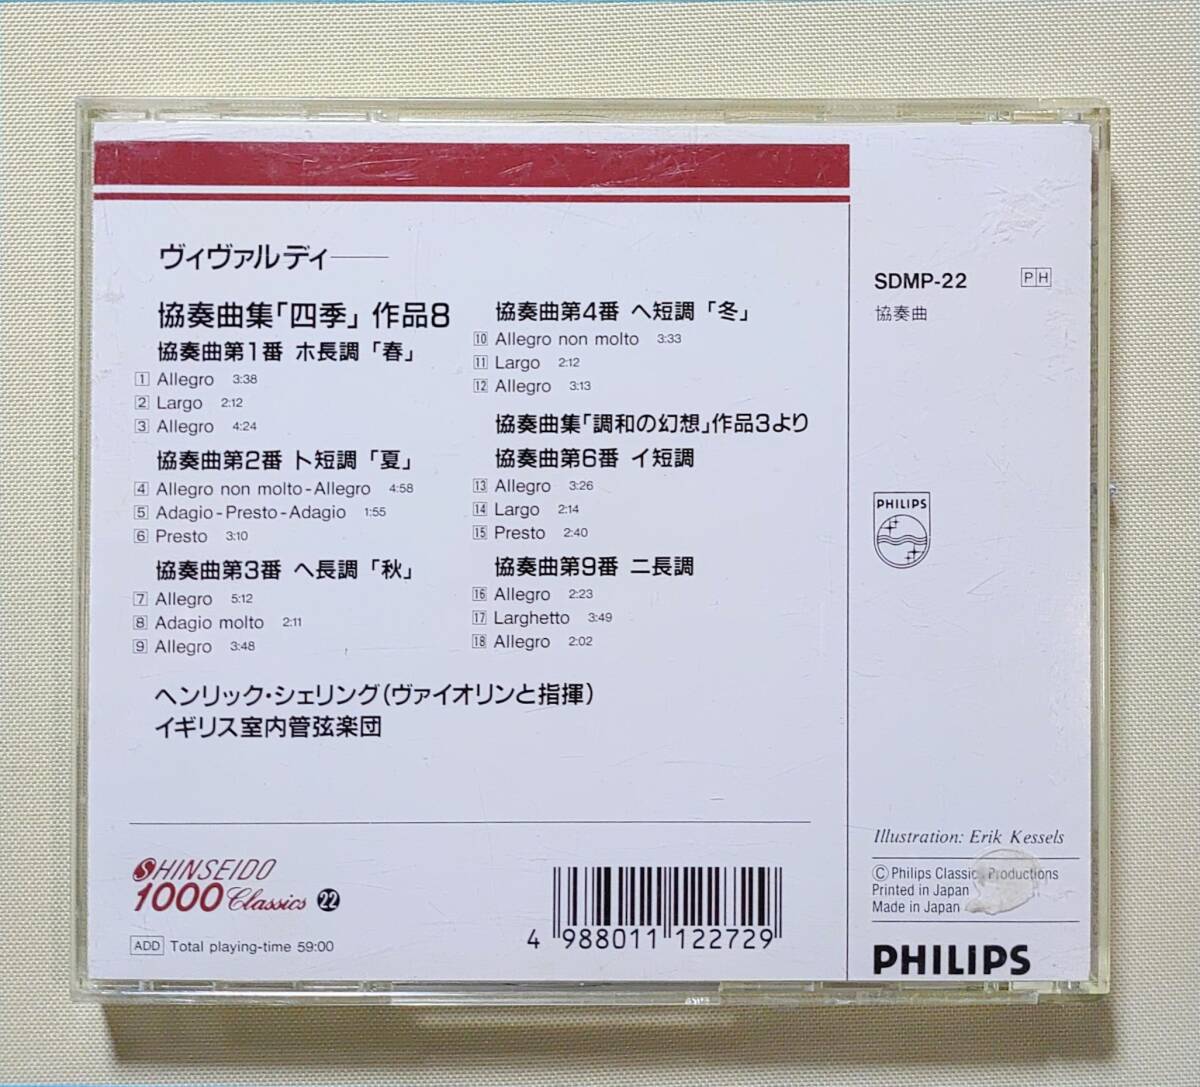 ヴィヴァルディ――
協奏曲集「四季」作品8
協奏曲第1番 ホ長調「春」
1 Allegro 3:38
2 Largo 2:12
3 Allegro 4:24
協奏曲第2番 ト短調「夏」
4 Allegro non molto-Allegro 4:58
5 Adagio-Presto-Adagio 1:55
6 Presto 3:10
協奏曲第3番 ヘ長調「秋」
7 Allegro 5:12
8 Adagio molto 2:11
9 Allegro 3:48
協奏曲第4番 ヘ短調「冬」
10 Allegro non molto 3:33
11 Largo 2:12
12 Allegro 3:13
協奏曲集「調和の幻想」作品3より
協奏曲第6番 イ短調
13 Allegro 3:26
14 Largo 2:14
15 Presto 2:40
協奏曲第9番 ニ長調
16 Allegro 2:23
17 Larghetto 3:49
18 Allegro 2:02
ヘンリック・シェリング(ヴァイオリンと指揮)
イギリス室内管弦楽団
SHINSEIDO
1000 Classics 22
ADD Total playing-time 59:00
4 988011 122729
SDMP-22 PH
協奏曲
PHILIPS
Illustration: Erik Kessels
© Philips Classics Productions
Printed in Japan
Made in Japan
PHILIPS